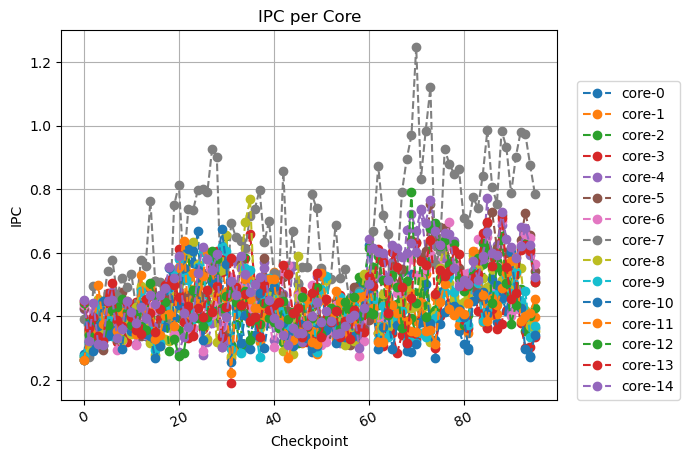 IPC per Core
IPC
1.2
1.0
0.8
0.6
0.4
0.2
0
20
40
60
80
Checkpoint
core-0
core-1
core-2
core-3
core-4
core-5
core-6
core-7
core-8
core-9
core-10
core-11
core-12
core-13
core-14